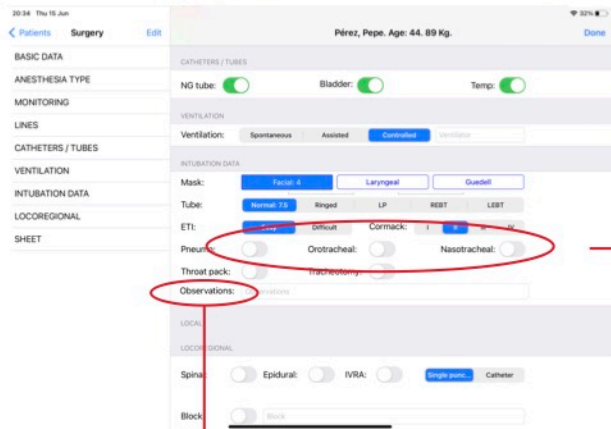 20:34 Thu 15 Jun 32%
Patients Surgery Edit Pérez, Pepe. Age: 44. 89 Kg. Done
BASIC DATA
ANESTHESIA TYPE
MONITORING
LINES
CATHETERS / TUBES
VENTILATION
INTUBATION DATA
LOCOREGIONAL
SHEET
CATHETERS / TUBES
NG tube: Bladder: Temp:
VENTILATION
Ventilation: Spontaneous Assisted Controlled Ventilator
INTUBATION DATA
Mask: Facial: 4 Laryngeal Guedell
Tube: Normal: 7.5 Ringed LP REBT LEBT
ETI: Easy Difficult Cormack: I II III IV
Pneumo: Orotracheal: Nasotracheal:
Throat pack: Tracheotomy:
Observations: Observations
LOCAL
LOCOREGIONAL
Spinal: Epidural: IVRA: Single punc... Catheter
Block: Block